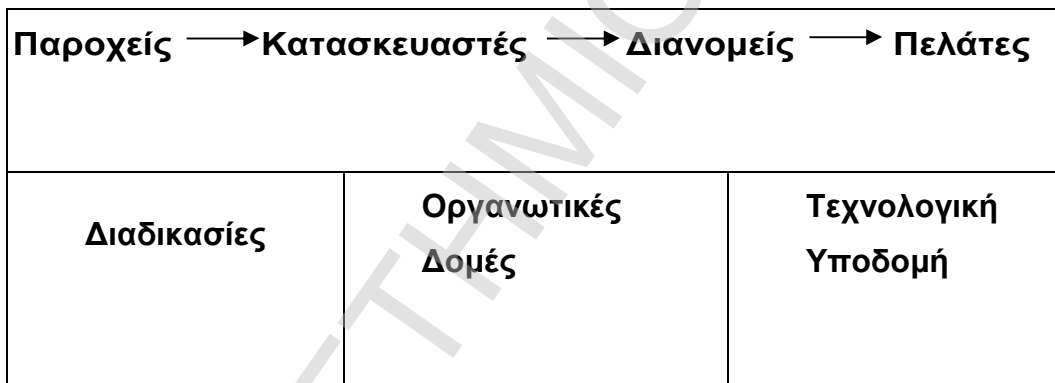 Παροχείς → Κατασκευαστές → Διανομείς → Πελάτες
Διαδικασίες
Οργανωτικές
Δομές
Τεχνολογική
Υποδομή